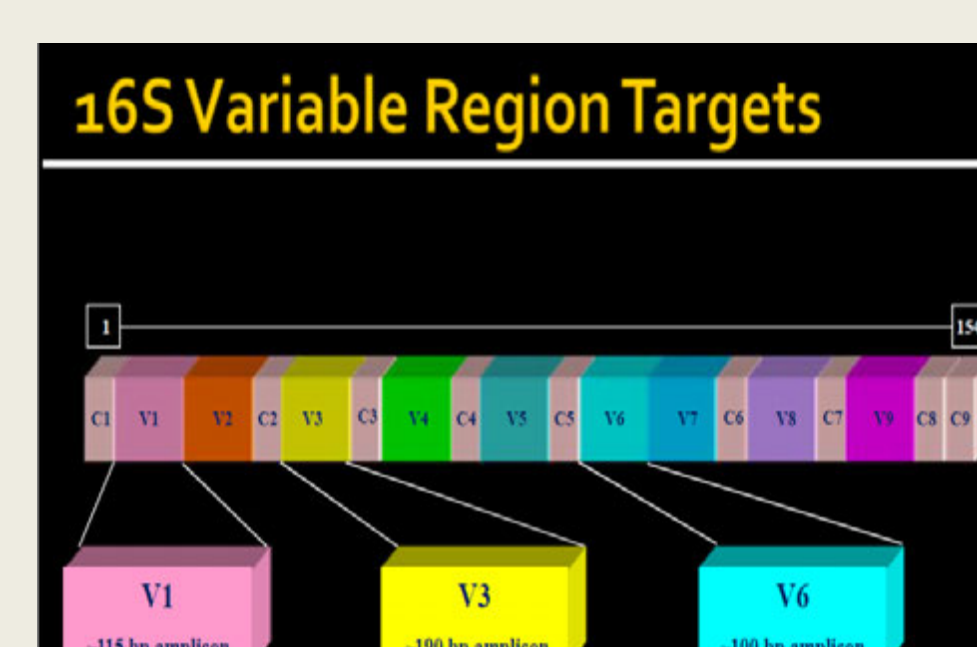 16S Variable Region Targets
1
C1 V1 V2 C2 V3 C3 V4 C4 V5 C5 V6 V7 C6 V8 C7 V9 C8 C9
V1 V3 V6